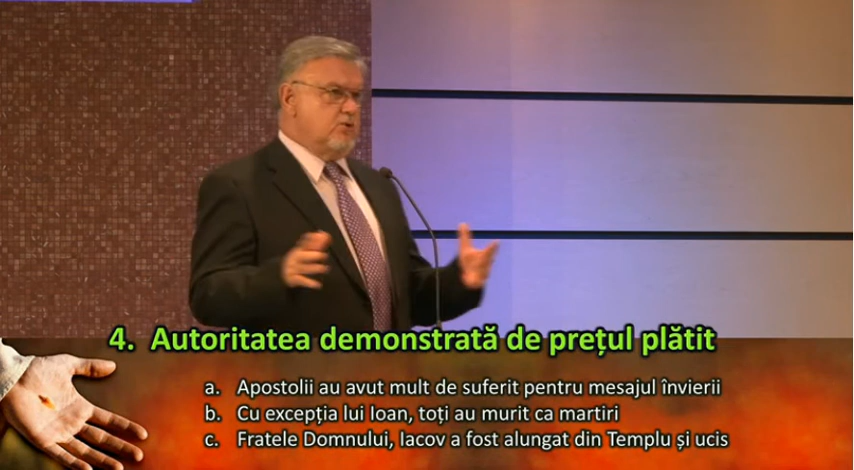 4. Autoritatea demonstrată de prețul plătit
a. Apostolii au avut mult de suferit pentru mesajul învierii
b. Cu excepția lui Ioan, toți au murit ca martiri
c. Fratele Domnului, Iacov a fost alungat din Templu și ucis